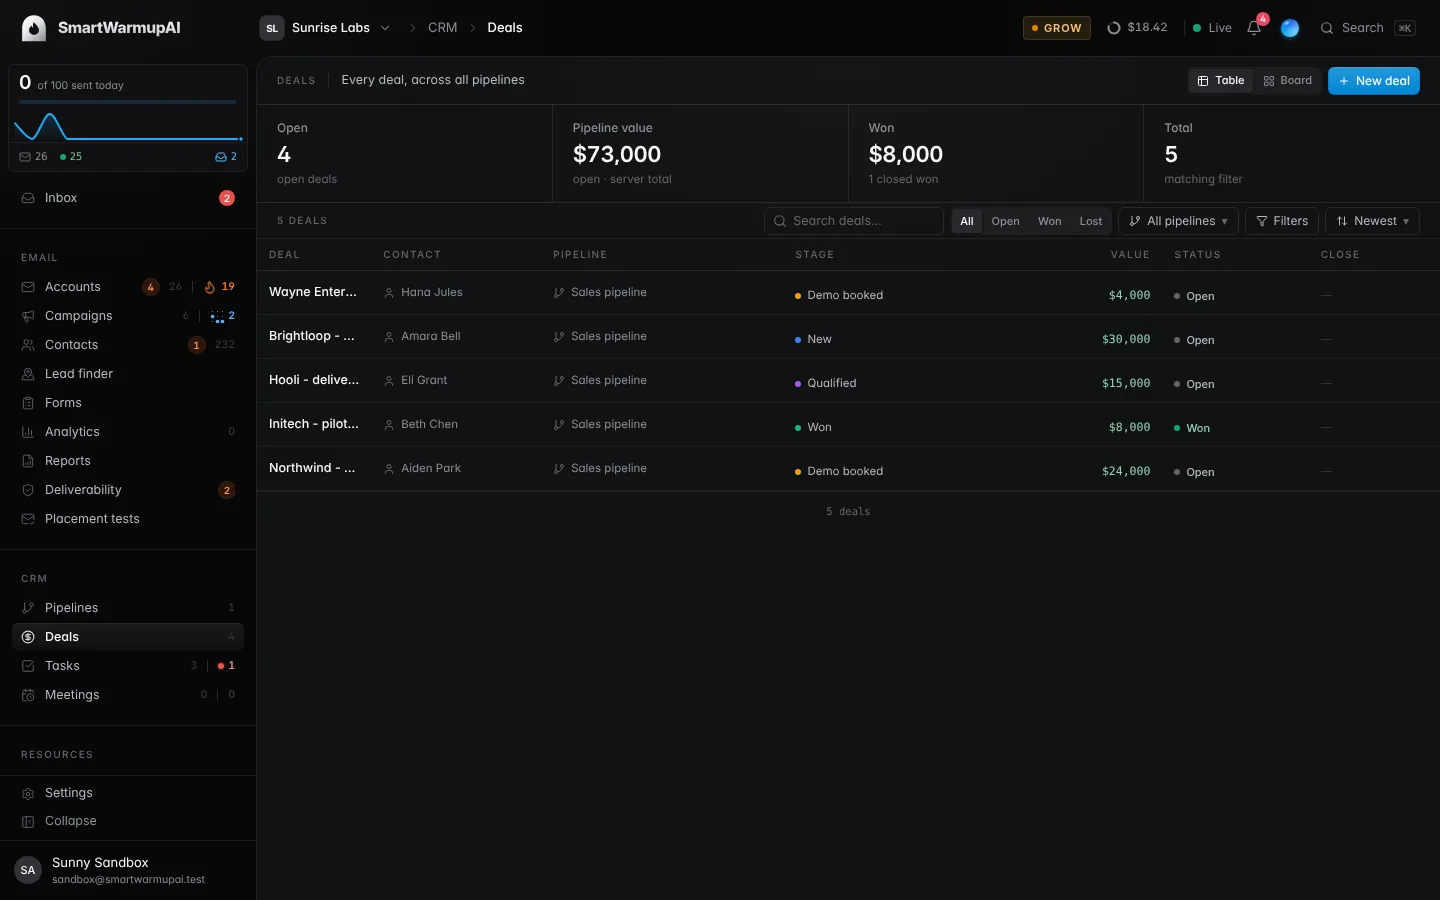 SmartWarmupAI
SL Sunrise Labs CRM Deals
GROW $18.42 Live 4 Search ⌘K
0 of 100 sent today
26 25 2
Inbox 2
EMAIL
Accounts 4 26 19
Campaigns 6 2
Contacts 1 232
Lead finder
Forms
Analytics 0
Reports
Deliverability 2
Placement tests
CRM
Pipelines 1
Deals 4
Tasks 3 1
Meetings 0 0
RESOURCES
Settings
Collapse
SA Sunny Sandbox
sandbox@smartwarmupai.test
DEALS Every deal, across all pipelines
Table Board + New deal
Open
4
open deals
Pipeline value
$73,000
open · server total
Won
$8,000
1 closed won
Total
5
matching filter
5 DEALS Search deals... All Open Won Lost All pipelines Filters Newest
DEAL CONTACT PIPELINE STAGE VALUE STATUS CLOSE
Wayne Enter... Hana Jules Sales pipeline Demo booked $4,000 Open —
Brightloop - ... Amara Bell Sales pipeline New $30,000 Open —
Hooli - delive... Eli Grant Sales pipeline Qualified $15,000 Open —
Initech - pilot... Beth Chen Sales pipeline Won $8,000 Won —
Northwind - ... Aiden Park Sales pipeline Demo booked $24,000 Open —
5 deals